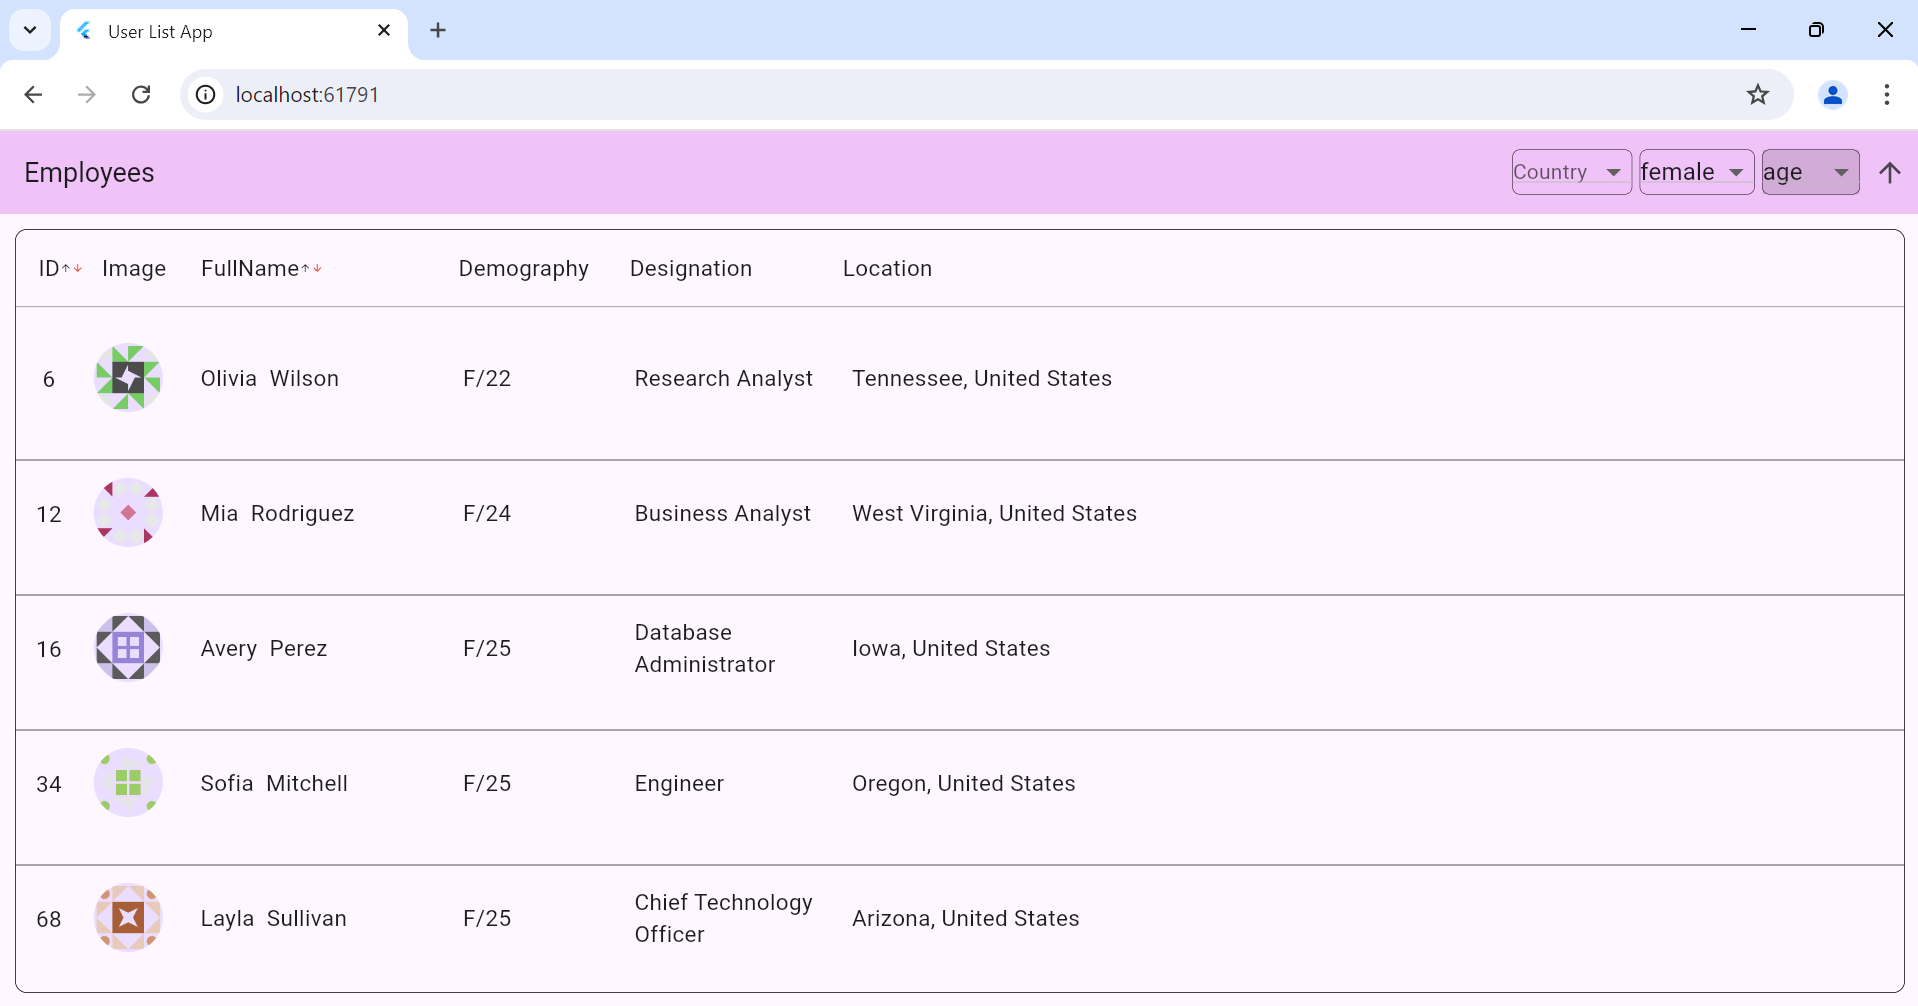 User List App
localhost:61791
Employees Country female age
ID↑↓ Image FullName↑↓ Demography Designation Location
6 Olivia Wilson F/22 Research Analyst Tennessee, United States
12 Mia Rodriguez F/24 Business Analyst West Virginia, United States
16 Avery Perez F/25 Database Administrator Iowa, United States
34 Sofia Mitchell F/25 Engineer Oregon, United States
68 Layla Sullivan F/25 Chief Technology Officer Arizona, United States